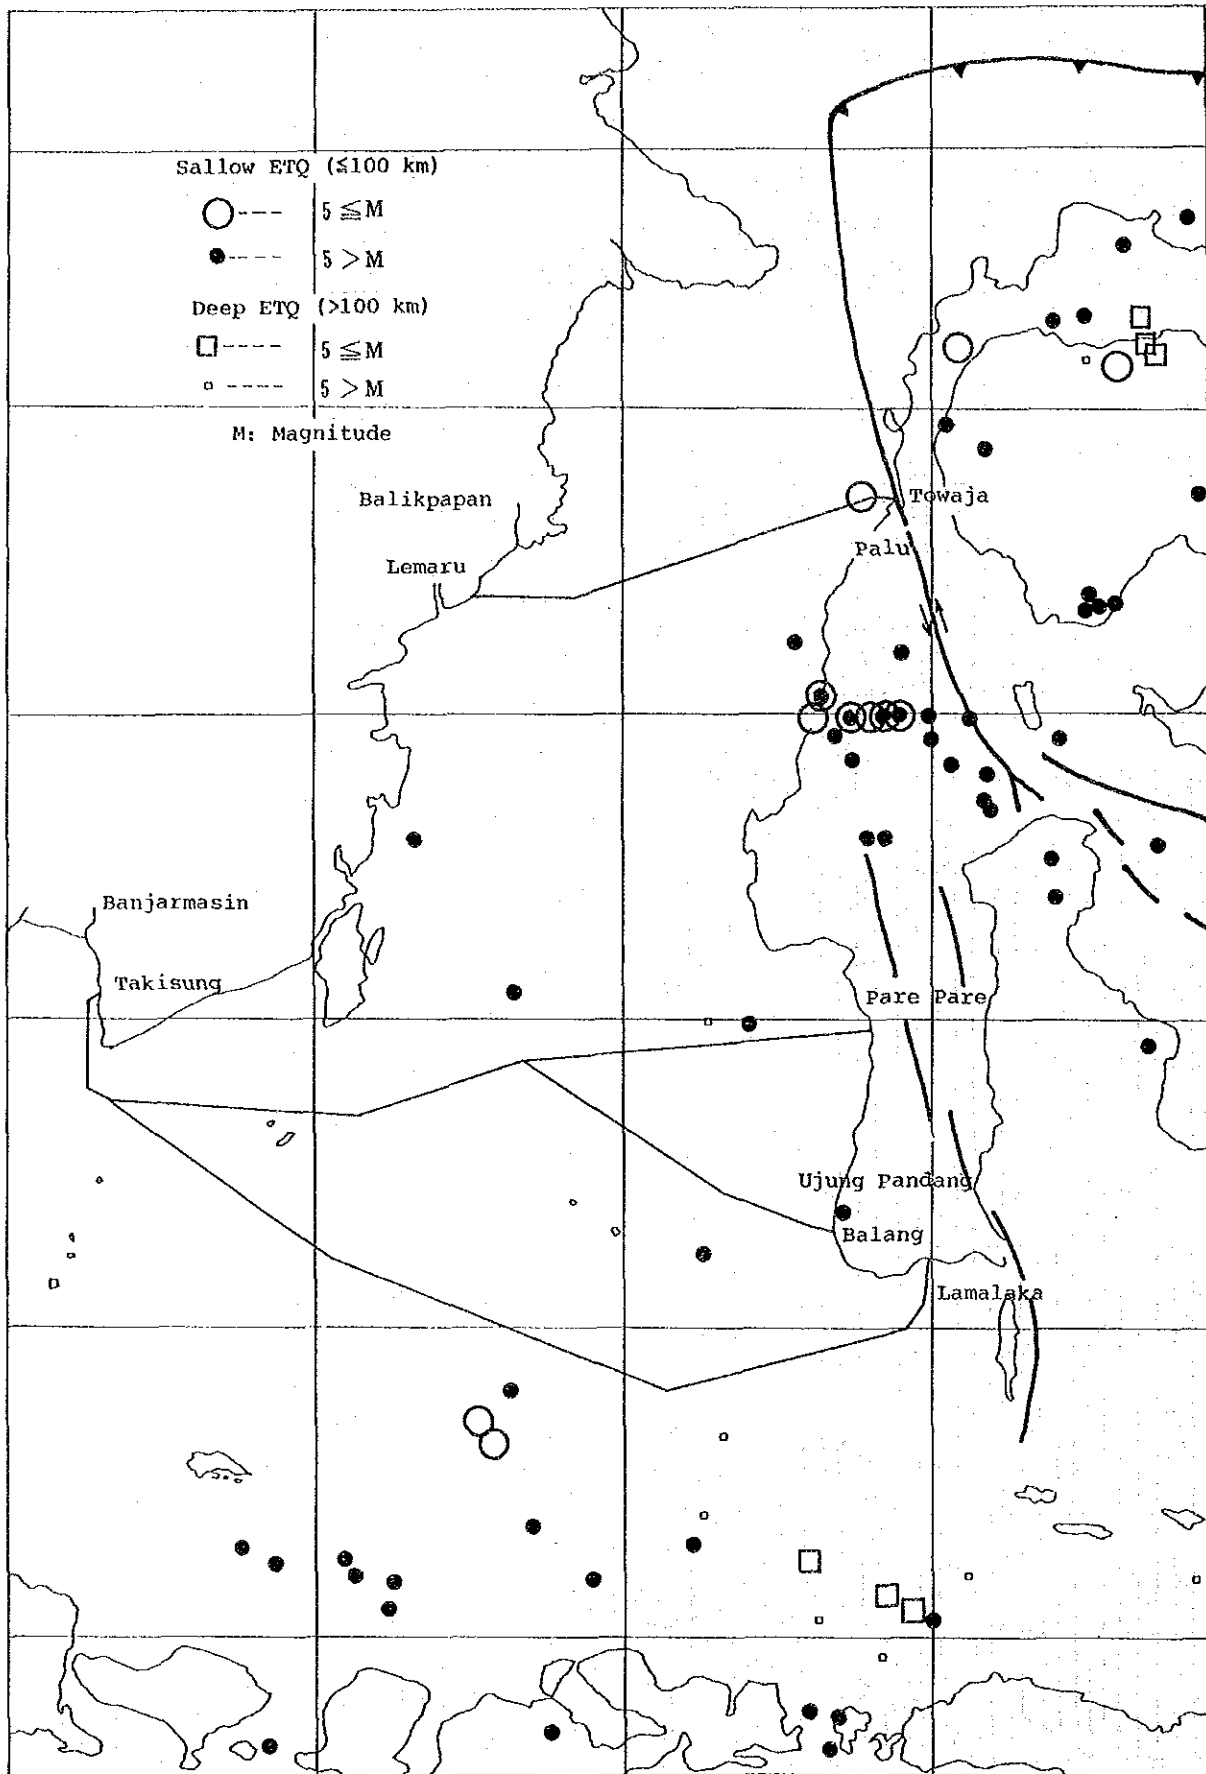 Sallow ETQ (≦100 km)
○--- 5 ≦M
●---- 5 >M
Deep ETQ (>100 km)
□---- 5 ≦M
▫ ---- 5 >M
M: Magnitude
Balikpapan
Towaja
Palu
Lemaru
Banjarmasin
Takisung
Pare Pare
Ujung Pandang
Balang
Lamalaka